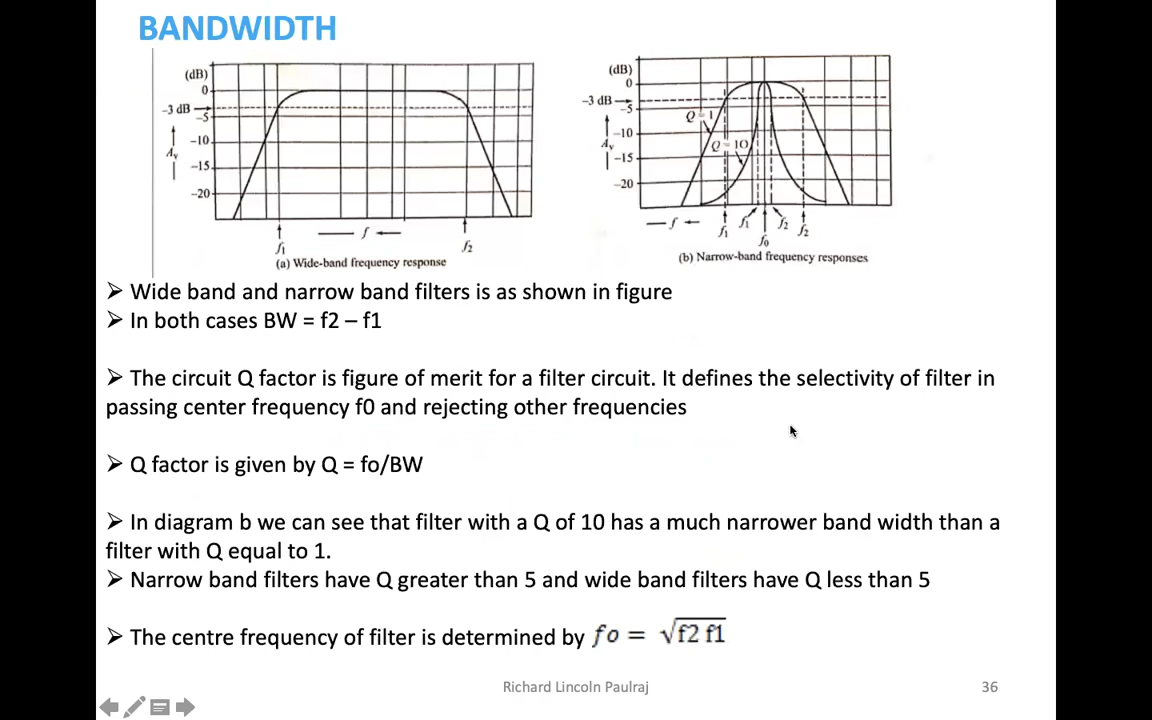 BANDWIDTH
(dB)
0
-3 dB
-5
-10
Av
-15
-20
f
f1
f2
(a) Wide-band frequency response
(dB)
0
-3 dB
-5
Q = 1
-10
Av
Q = 10
-15
-20
f
f1
f1
f2
f2
f0
(b) Narrow-band frequency responses
➢ Wide band and narrow band filters is as shown in figure
➢ In both cases BW = f2 – f1
➢ The circuit Q factor is figure of merit for a filter circuit. It defines the selectivity of filter in
passing center frequency f0 and rejecting other frequencies
➢ Q factor is given by Q = fo/BW
➢ In diagram b we can see that filter with a Q of 10 has a much narrower band width than a
filter with Q equal to 1.
➢ Narrow band filters have Q greater than 5 and wide band filters have Q less than 5
➢ The centre frequency of filter is determined by fo = √f2 f1
Richard Lincoln Paulraj
36